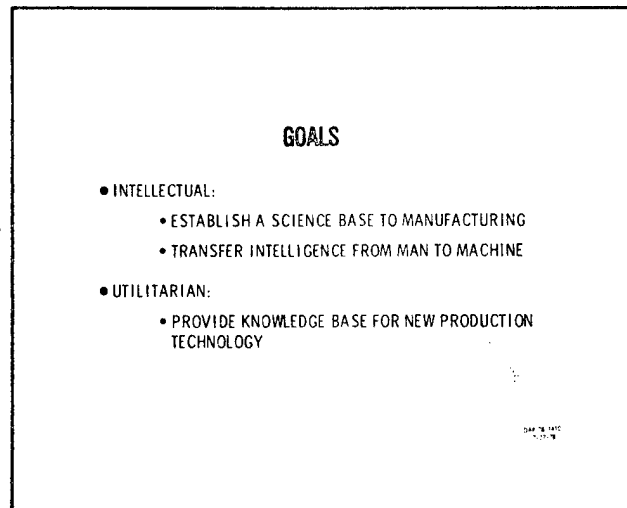 GOALS
● INTELLECTUAL:
• ESTABLISH A SCIENCE BASE TO MANUFACTURING
• TRANSFER INTELLIGENCE FROM MAN TO MACHINE
● UTILITARIAN:
• PROVIDE KNOWLEDGE BASE FOR NEW PRODUCTION
TECHNOLOGY